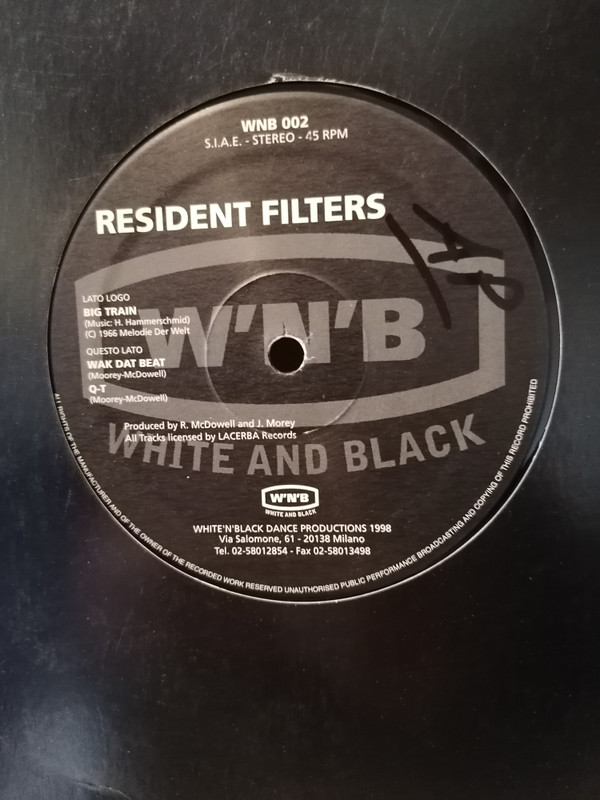 WNB 002
S.I.A.E. - STEREO - 45 RPM
RESIDENT FILTERS
LATO LOGO
BIG TRAIN
(Music: H. Hammerschmid)
(C) 1966 Melodie Der Welt
QUESTO LATO
WAK DAT BEAT
(Moorey-McDowell)
Q-T
(Moorey-McDowell)
W'N'B
Produced by R. McDowell and J. Morey
All Tracks licensed by LACERBA Records
WHITE AND BLACK
W'N'B
WHITE AND BLACK
WHITE'N'BLACK DANCE PRODUCTIONS 1998
Via Salomone, 61 - 20138 Milano
Tel. 02-58012854 - Fax 02-58013498
ALL RIGHTS OF THE MANUFACTURER AND OF THE OWNER OF THE RECORDED WORK RESERVED UNAUTHORISED PUBLIC PERFORMANCE BROADCASTING AND COPYING OF THIS RECORD PROHIBITED